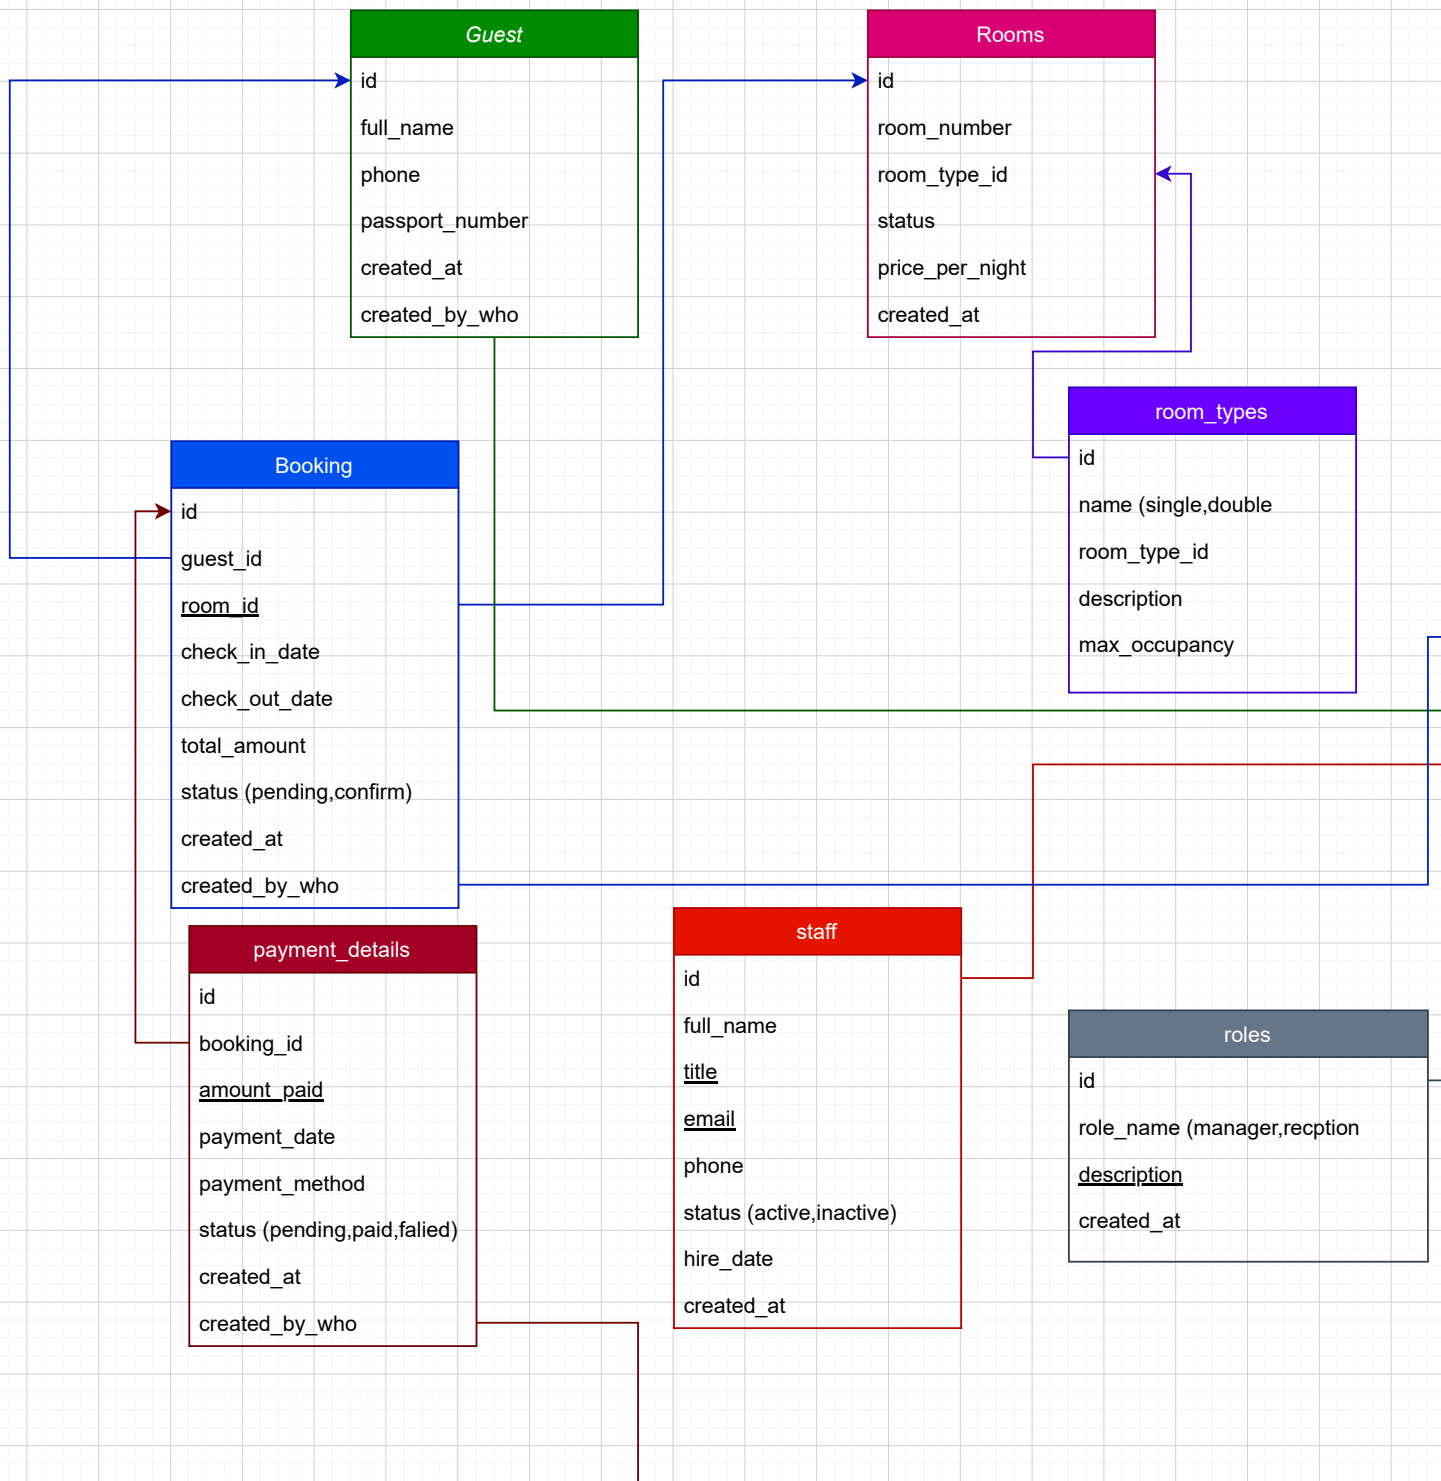 Guest
id
full_name
phone
passport_number
created_at
created_by_who
Rooms
id
room_number
room_type_id
status
price_per_night
created_at
room_types
id
name (single,double
room_type_id
description
max_occupancy
Booking
id
guest_id
room_id
check_in_date
check_out_date
total_amount
status (pending,confirm)
created_at
created_by_who
payment_details
id
booking_id
amount_paid
payment_date
payment_method
status (pending,paid,falied)
created_at
created_by_who
staff
id
full_name
title
email
phone
status (active,inactive)
hire_date
created_at
roles
id
role_name (manager,recption
description
created_at